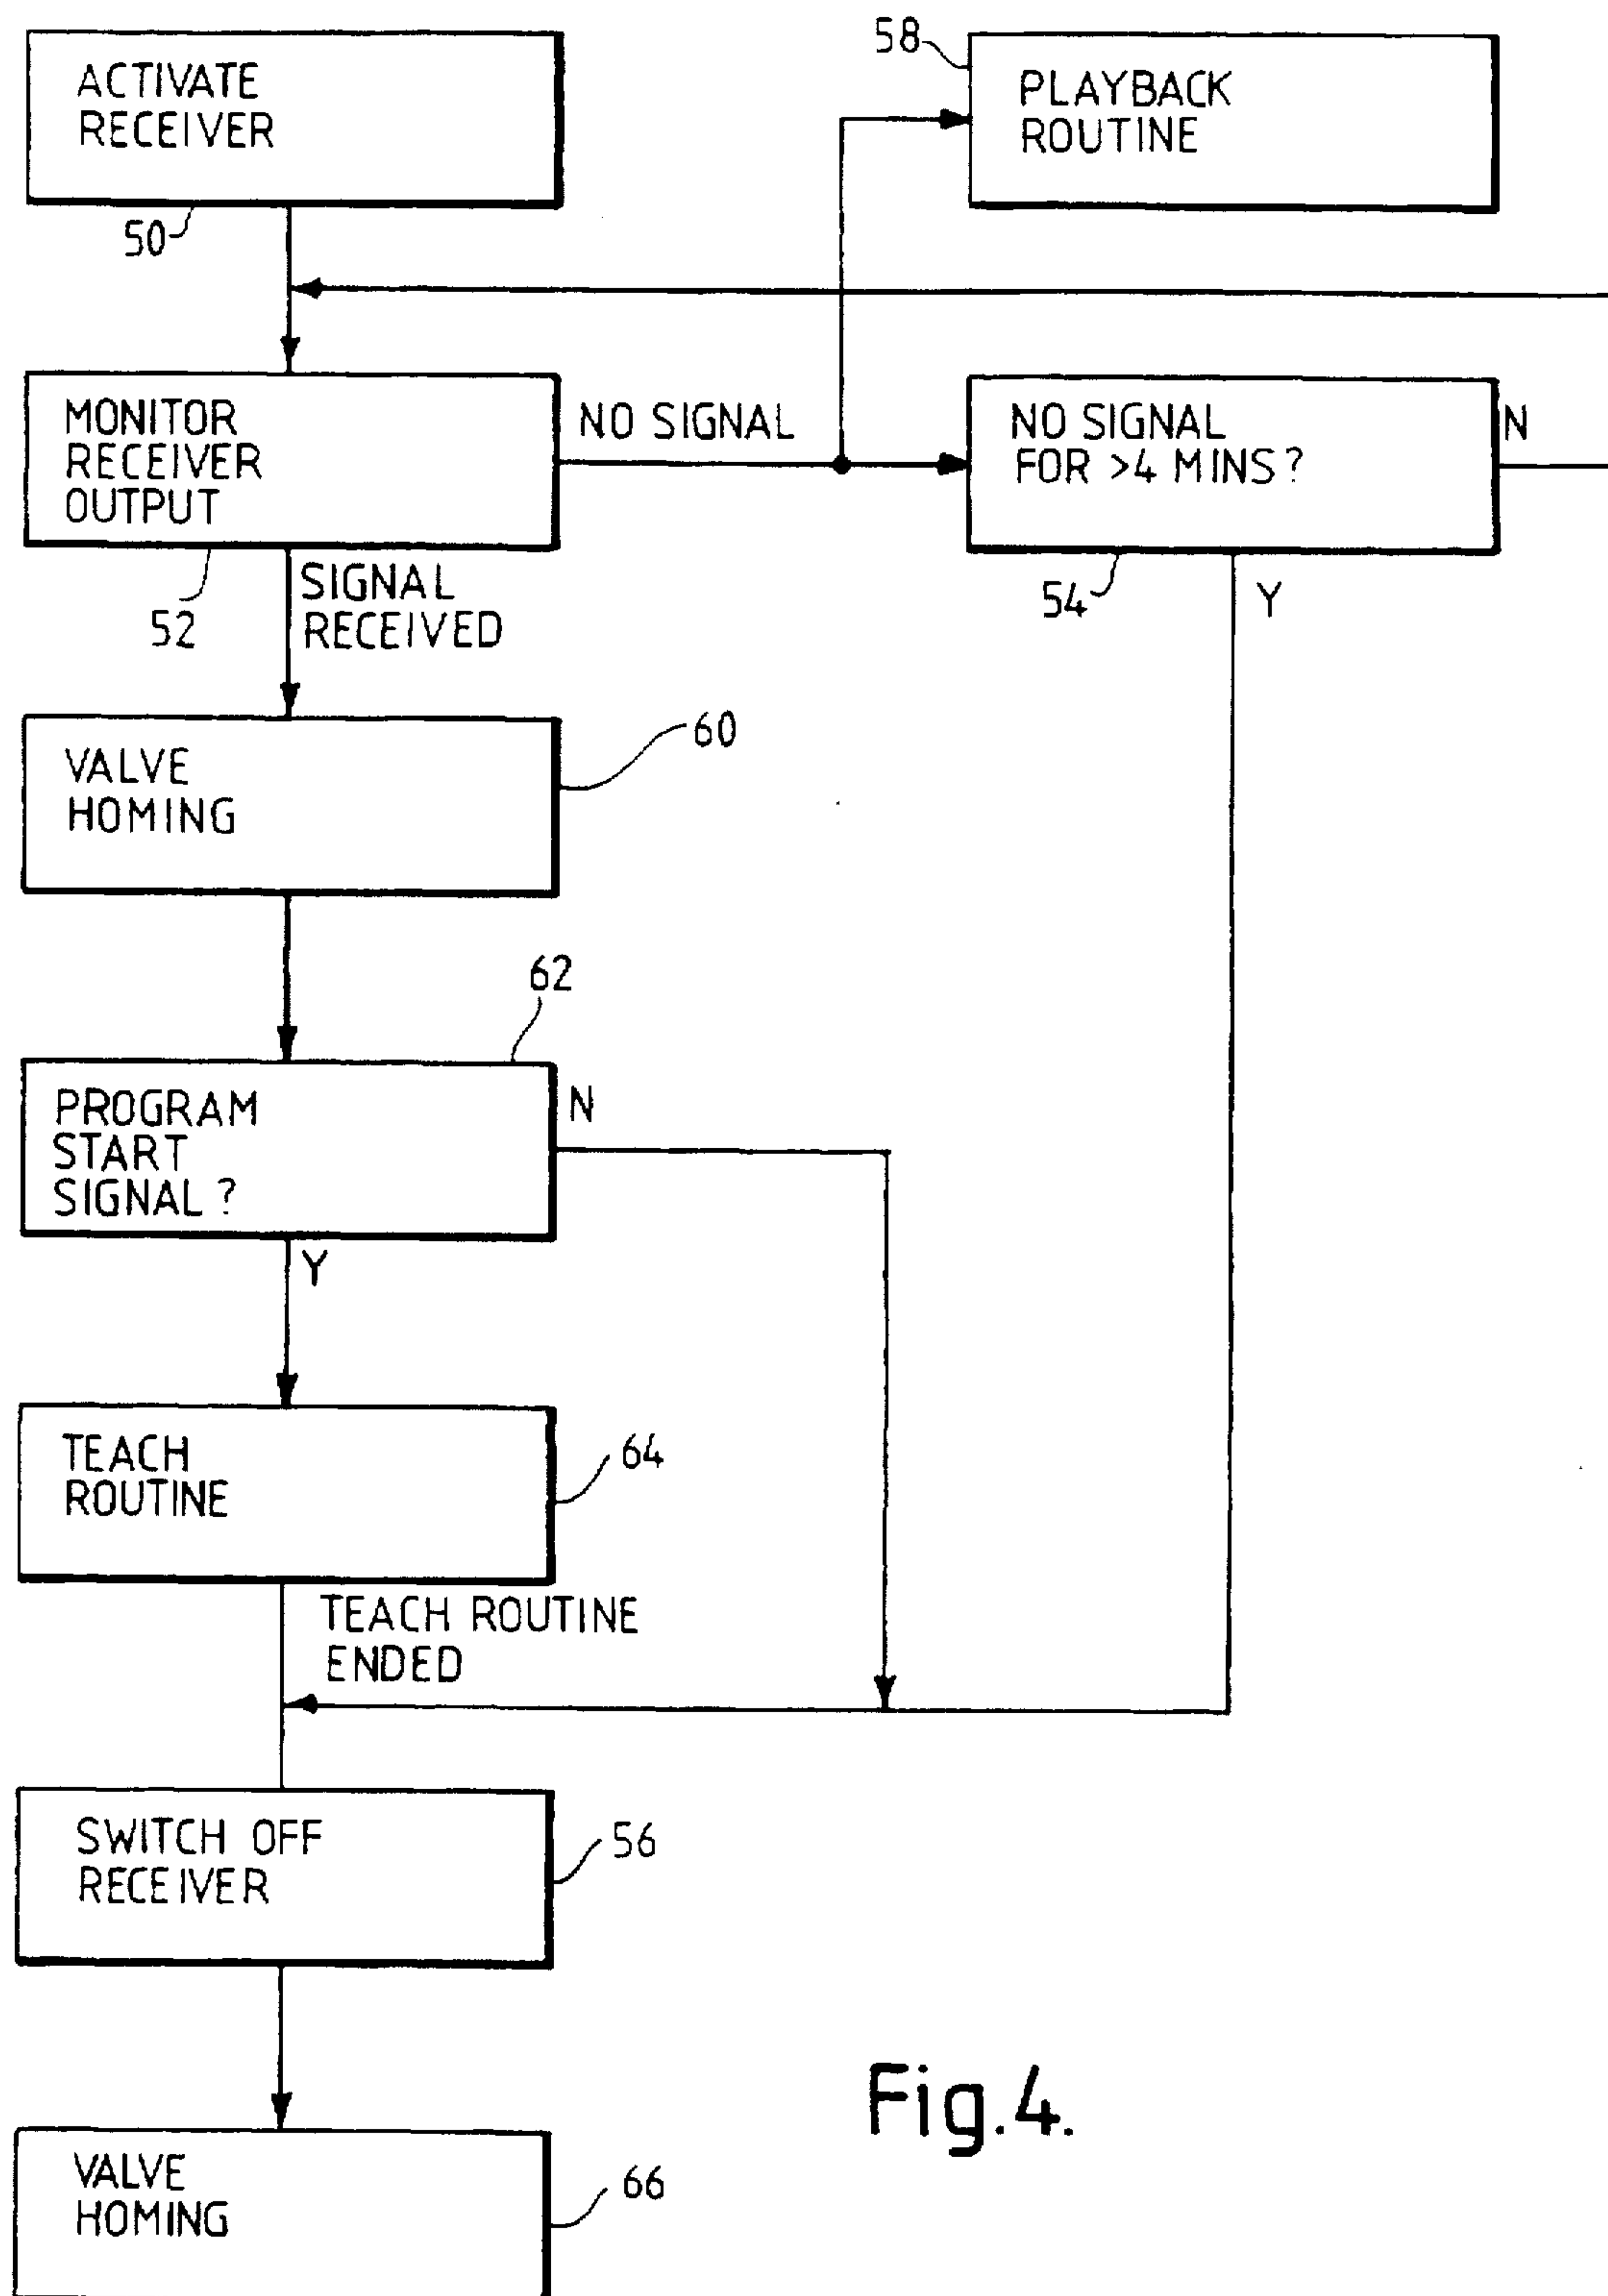 ACTIVATE
RECEIVER
50
58
PLAYBACK
ROUTINE
MONITOR
RECEIVER
OUTPUT
52
NO SIGNAL
NO SIGNAL
FOR >4 MINS?
54
N
Y
SIGNAL
RECEIVED
VALVE
HOMING
60
62
PROGRAM
START
SIGNAL?
N
Y
TEACH
ROUTINE
64
TEACH ROUTINE
ENDED
SWITCH OFF
RECEIVER
56
VALVE
HOMING
66
Fig.4.